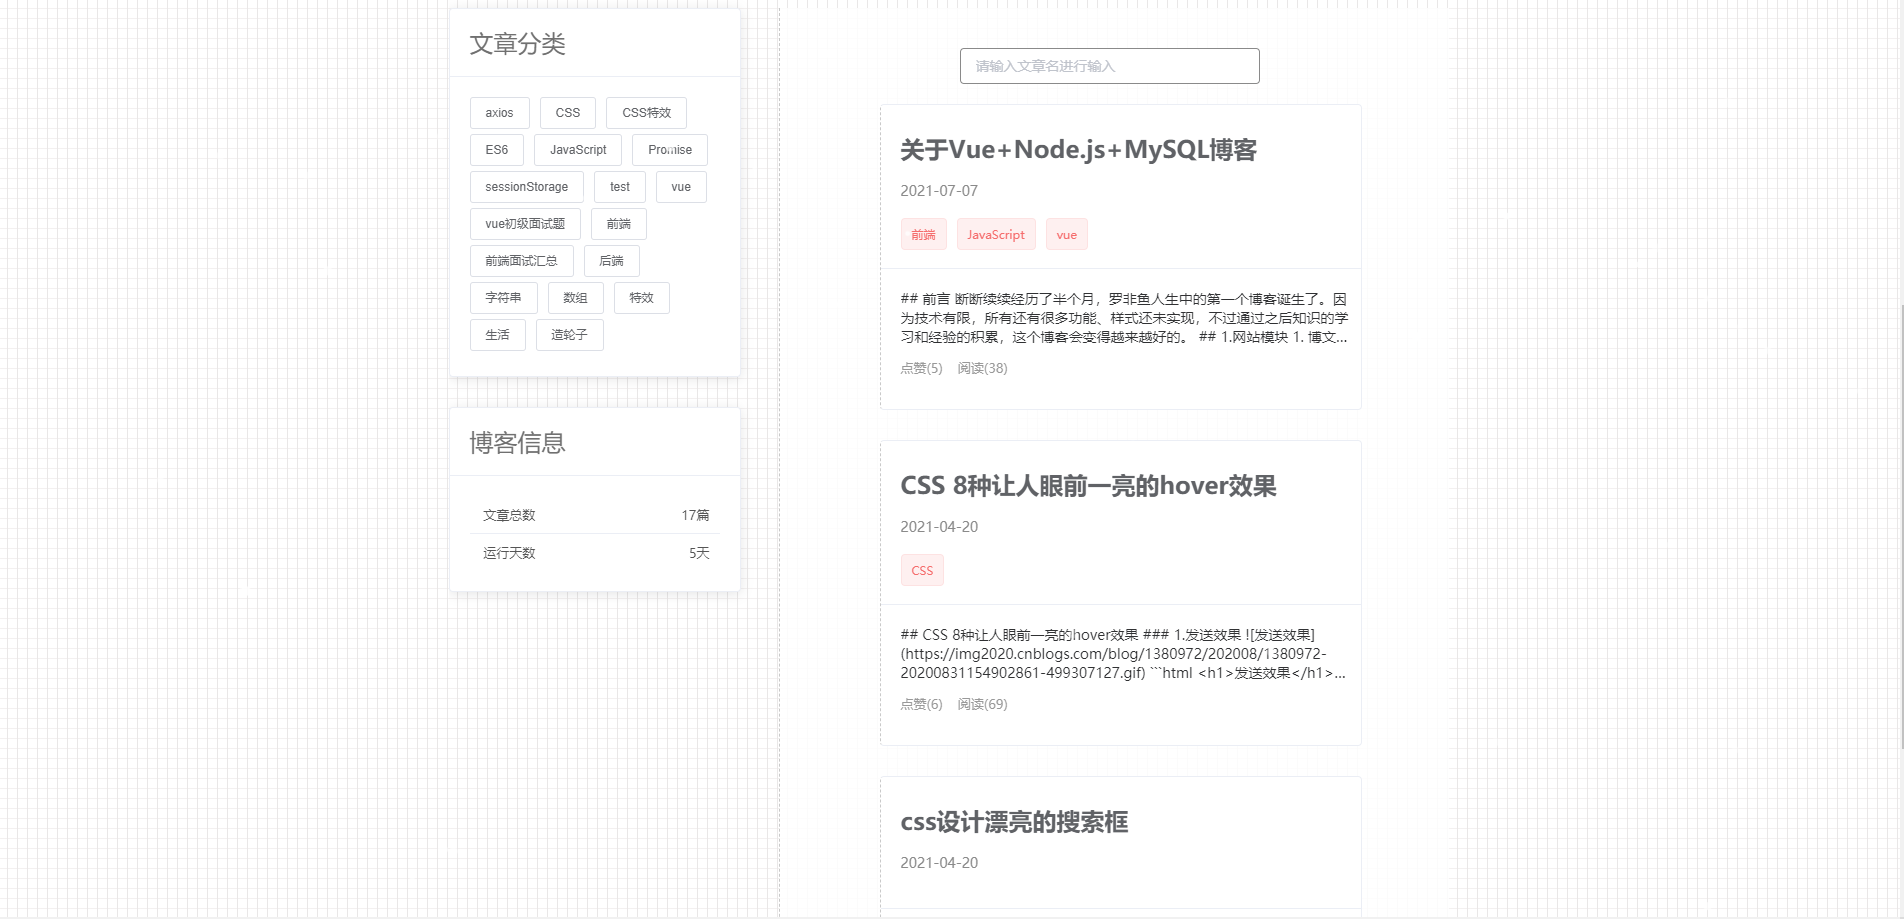 文章分类
axios CSS CSS特效
ES6 JavaScript Promise
sessionStorage test vue
vue初级面试题 前端
前端面试汇总 后端
字符串 数组 特效
生活 造轮子
博客信息
文章总数 17篇
运行天数 5天
请输入文章名进行输入
关于Vue+Node.js+MySQL博客
2021-07-07
前端 JavaScript vue
## 前言 断断续续经历了半个月，罗非鱼人生中的第一个博客诞生了。因
为技术有限，所有还有很多功能、样式还未实现，不过通过之后知识的学
习和经验的积累，这个博客会变得越来越好的。 ## 1.网站模块 1. 博文...
点赞(5) 阅读(38)
CSS 8种让人眼前一亮的hover效果
2021-04-20
CSS
## CSS 8种让人眼前一亮的hover效果 ### 1.发送效果 ![发送效果]
(https://img2020.cnblogs.com/blog/1380972/202008/1380972-
20200831154902861-499307127.gif) ```html <h1>发送效果</h1>...
点赞(6) 阅读(69)
css设计漂亮的搜索框
2021-04-20